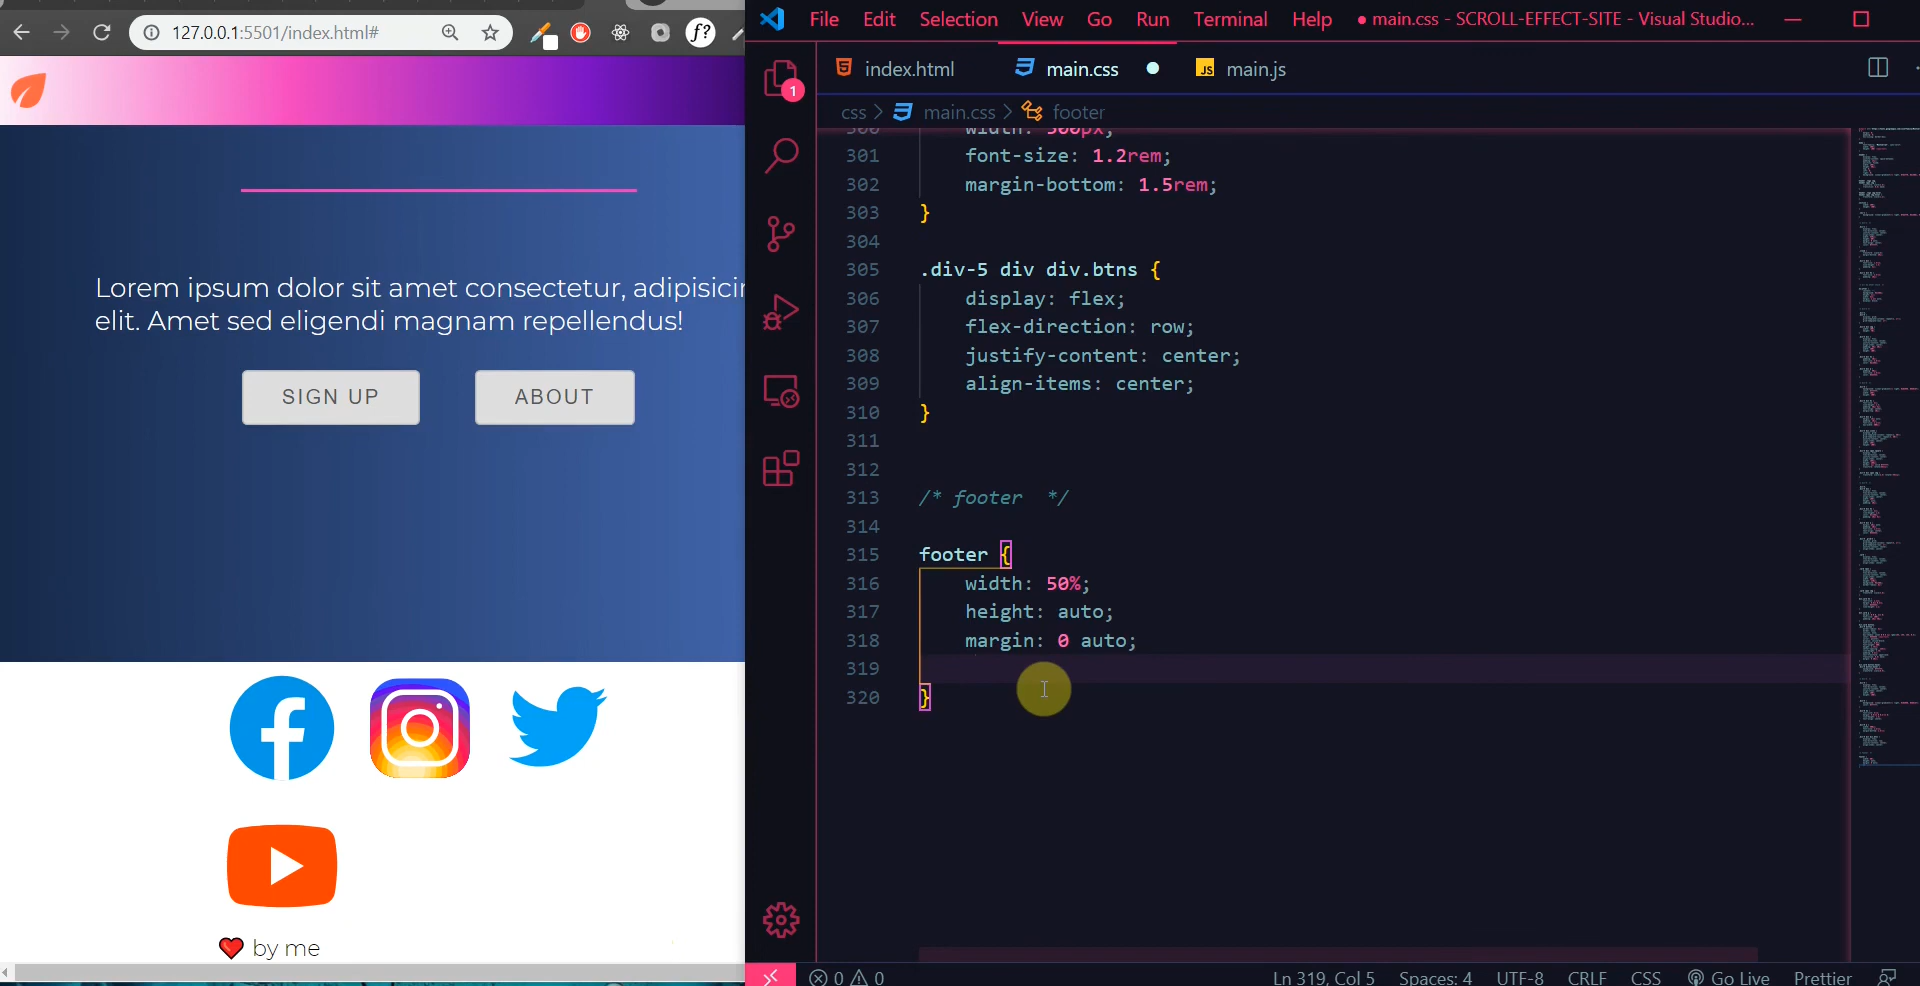 127.0.0.1:5501/index.html#
f?
Lorem ipsum dolor sit amet consectetur, adipisicin
elit. Amet sed eligendi magnam repellendus!
SIGN UP
ABOUT
❤️ by me
File Edit Selection View Go Run Terminal Help ● main.css - SCROLL-EFFECT-SITE - Visual Studio...
1
index.html
main.css
JS main.js
css > main.css > footer
300 width: 500px;
301 font-size: 1.2rem;
302 margin-bottom: 1.5rem;
303 }
304
305 .div-5 div div.btns {
306 display: flex;
307 flex-direction: row;
308 justify-content: center;
309 align-items: center;
310 }
311
312
313 /* footer  */
314
315 footer {
316 width: 50%;
317 height: auto;
318 margin: 0 auto;
319
320 }
0 0 Ln 319, Col 5 Spaces: 4 UTF-8 CRLF CSS Go Live Prettier